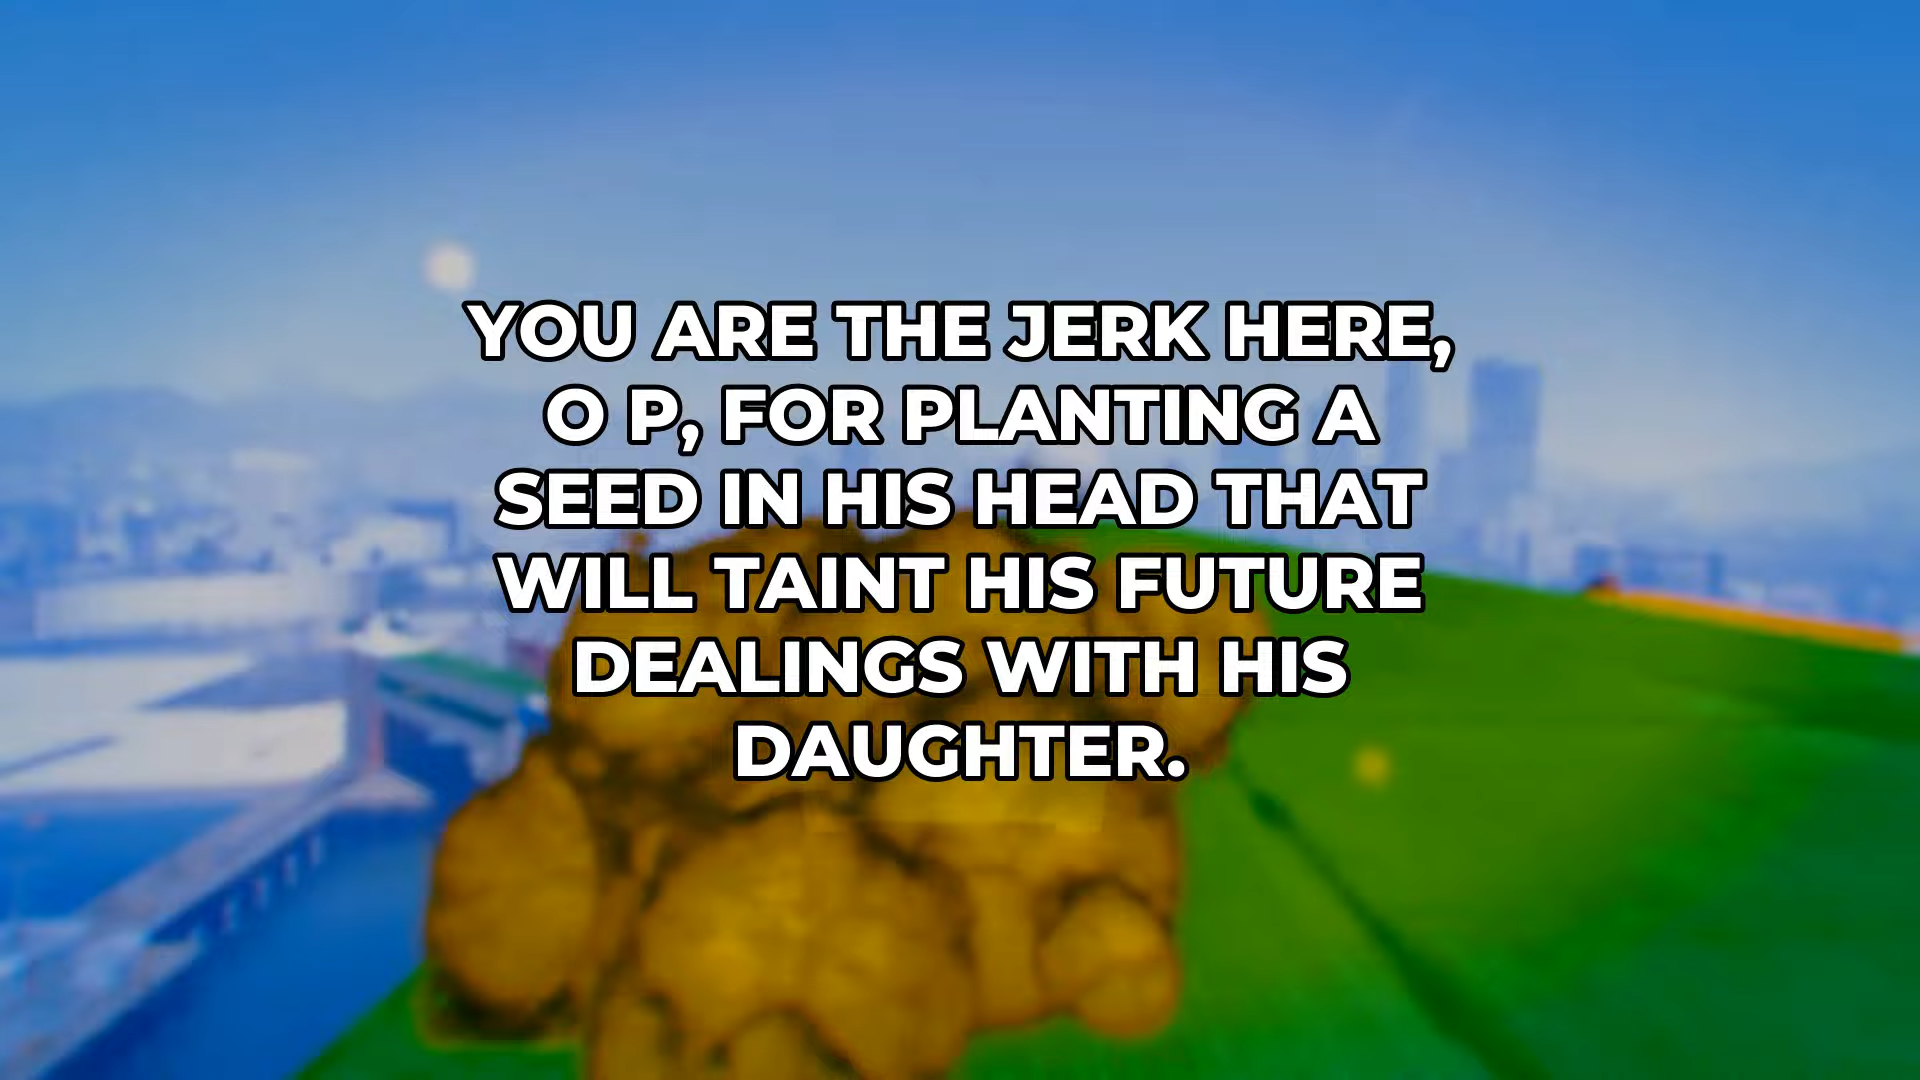 YOU ARE THE JERK HERE,
O P, FOR PLANTING A
SEED IN HIS HEAD THAT
WILL TAINT HIS FUTURE
DEALINGS WITH HIS
DAUGHTER.